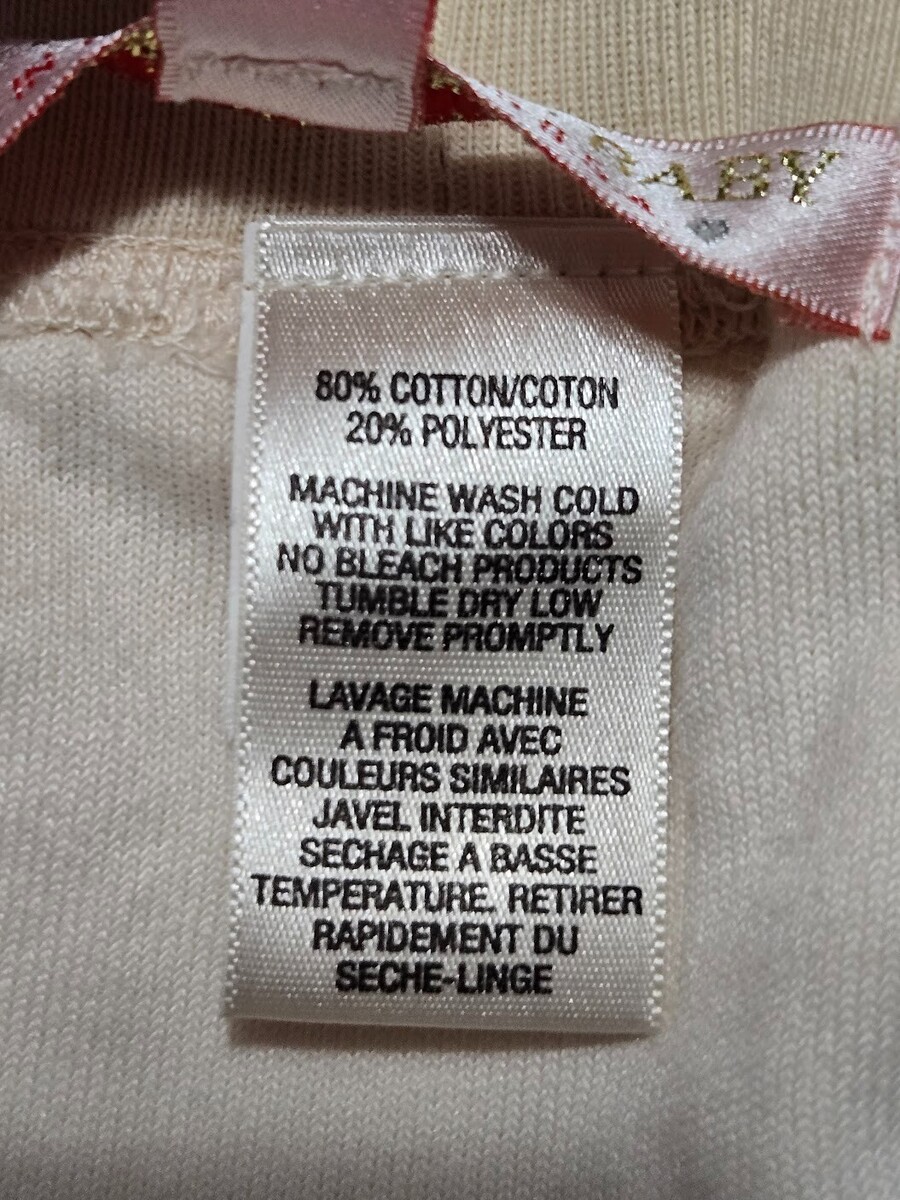 BABY
80% COTTON/COTON
20% POLYESTER
MACHINE WASH COLD
WITH LIKE COLORS
NO BLEACH PRODUCTS
TUMBLE DRY LOW
REMOVE PROMPTLY
LAVAGE MACHINE
A FROID AVEC
COULEURS SIMILAIRES
JAVEL INTERDITE
SECHAGE A BASSE
TEMPERATURE. RETIRER
RAPIDEMENT DU
SECHE-LINGE